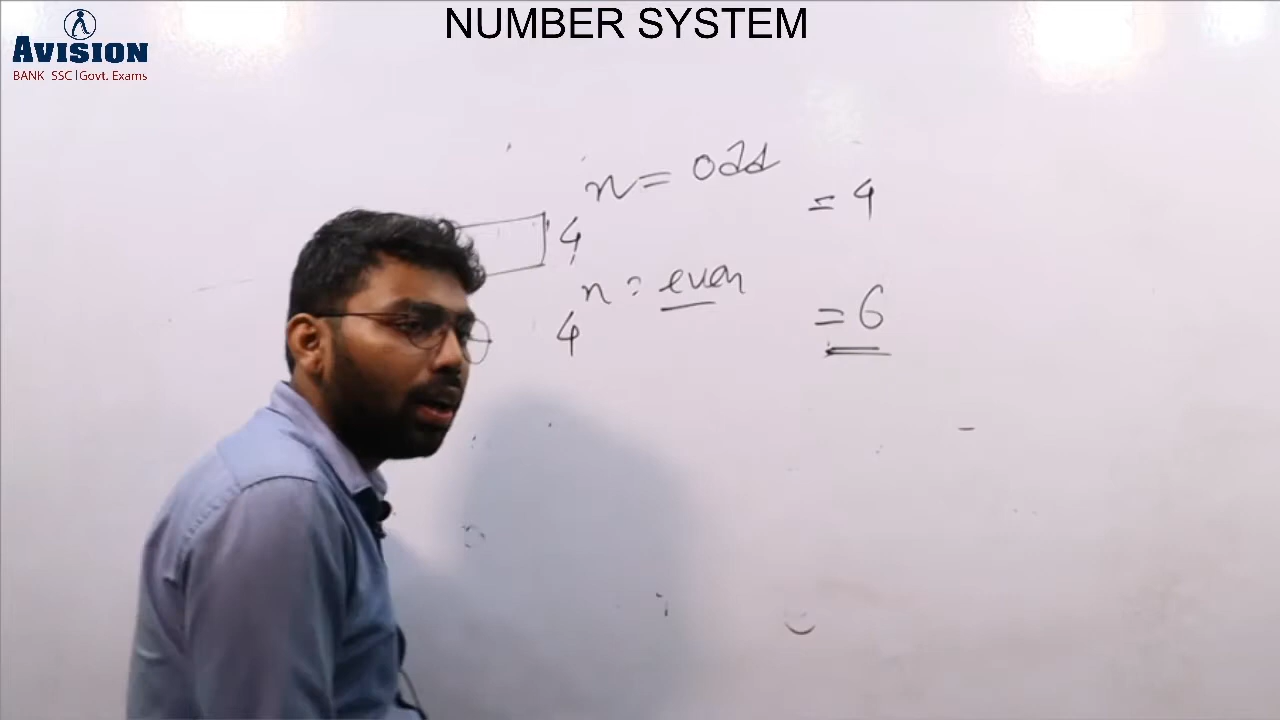 NUMBER SYSTEM
AVISION
BANK SSC|Govt. Exams
n = odd
4 = 4
n = even
4 = 6